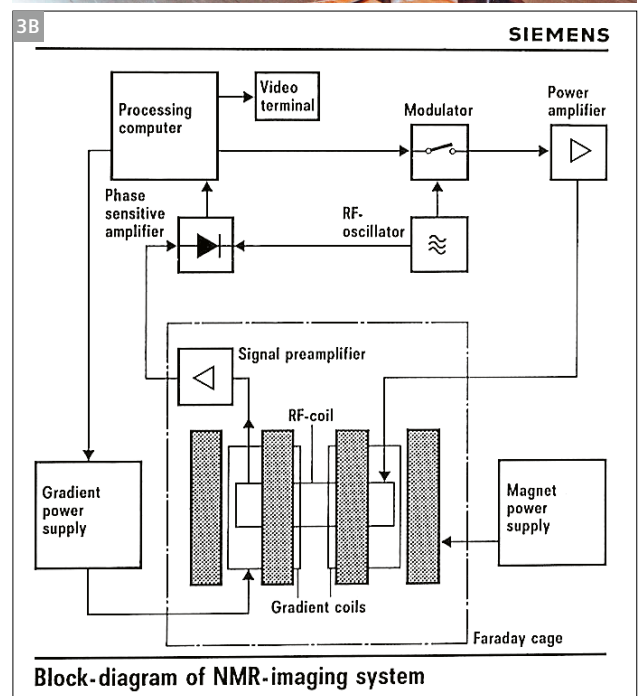 3B
SIEMENS
Video
terminal
Processing
computer
Modulator
Power
amplifier
Phase
sensitive
amplifier
RF-
oscillator
Signal preamplifier
RF-coil
Gradient
power
supply
Magnet
power
supply
Gradient coils
Faraday cage
Block-diagram of NMR-imaging system